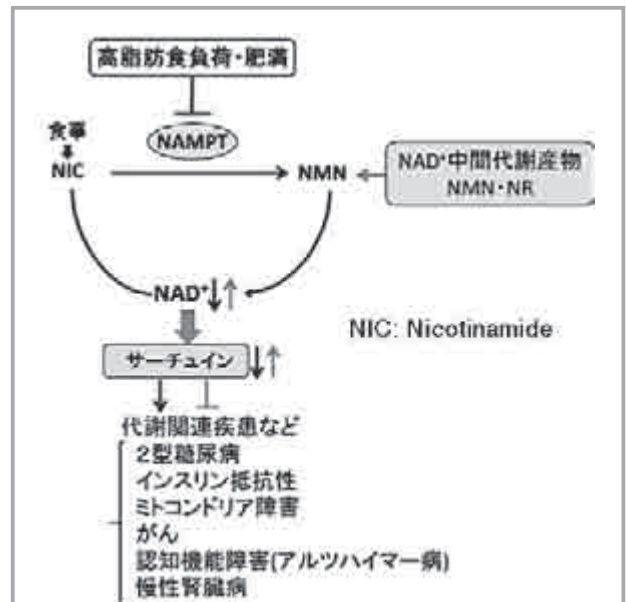 高脂肪食負荷・肥満
NAMPT
食事
NIC
NMN
NAD⁺中間代謝産物
NMN・NR
NAD⁺
NIC: Nicotinamide
サーチュイン
代謝関連疾患など
2型糖尿病
インスリン抵抗性
ミトコンドリア障害
がん
認知機能障害(アルツハイマー病)
慢性腎臓病